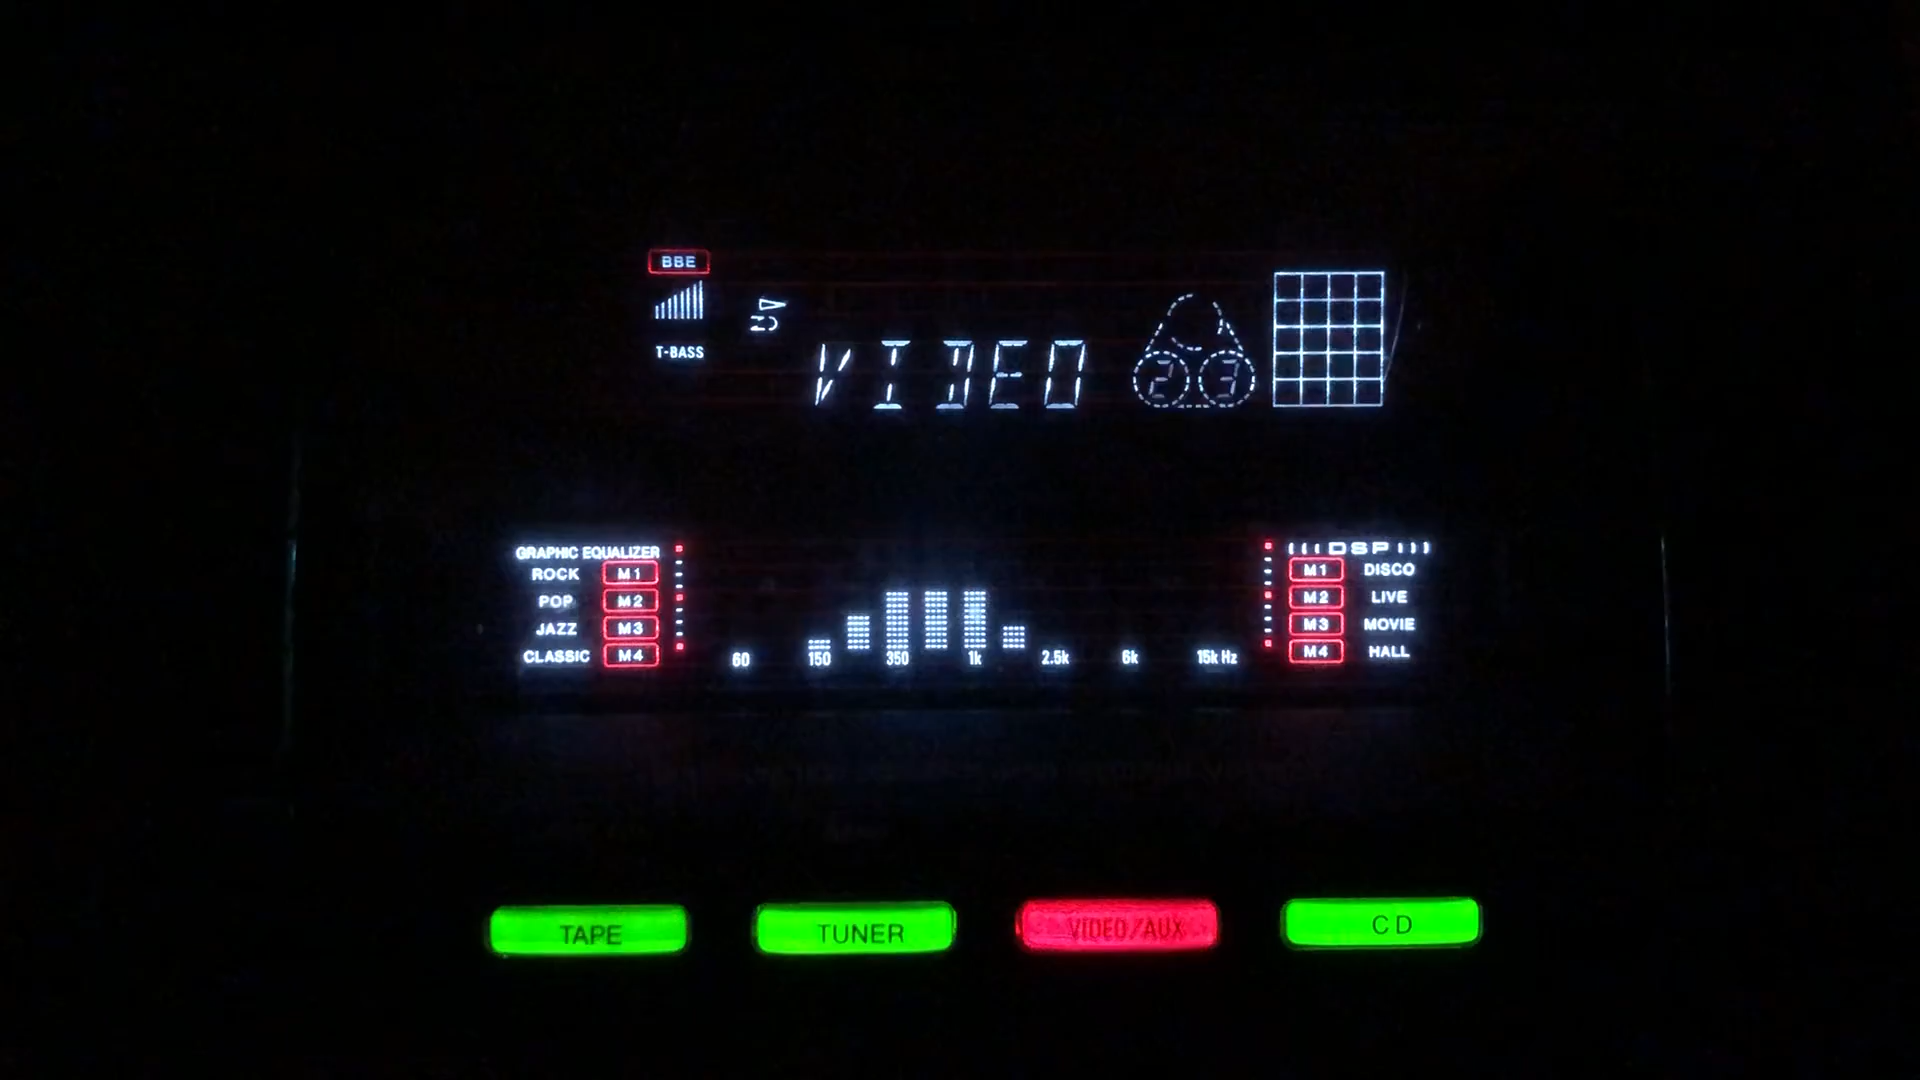 BBE
T-BASS
VIDEO
2 3
GRAPHIC EQUALIZER
ROCK M1
POP M2
JAZZ M3
CLASSIC M4
60 150 350 1k 2.5k 6k 15k Hz
DSP
M1 DISCO
M2 LIVE
M3 MOVIE
M4 HALL
TAPE
TUNER
VIDEO/AUX
CD